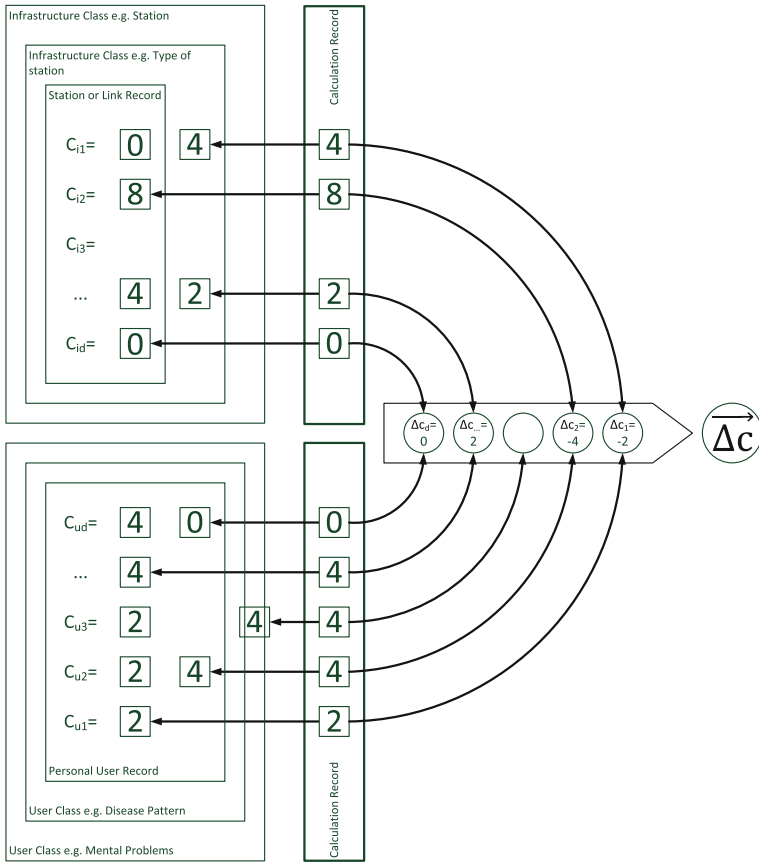 Infrastructure Class e.g. Station
Infrastructure Class e.g. Type of
station
Station or Link Record
Calculation Record
Ci1= 0 4 4
Ci2= 8 8
Ci3=
... 4 2 2
Cid= 0 0
Δcd= Δc...= Δc2= Δc1=
0 2 -4 -2
Δc
Cud= 4 0 0
... 4 4
Cu3= 2 4 4
Cu2= 2 4 4
Cu1= 2 2
Personal User Record
Calculation Record
User Class e.g. Disease Pattern
User Class e.g. Mental Problems